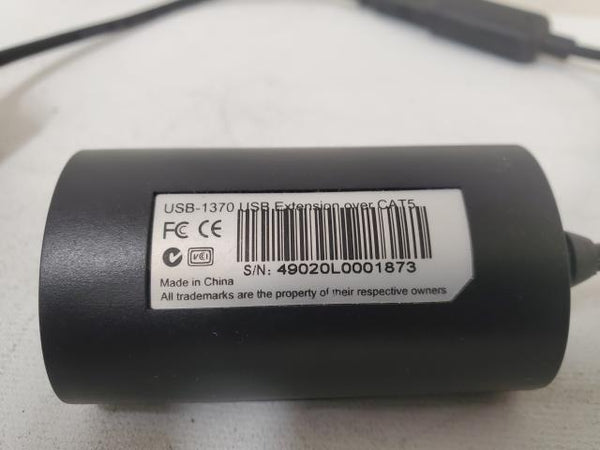 USB-1370 USB Extension over CAT5
FC CE
VCI
S/N: 49020L0001873
Made in China
All trademarks are the property of their respective owners